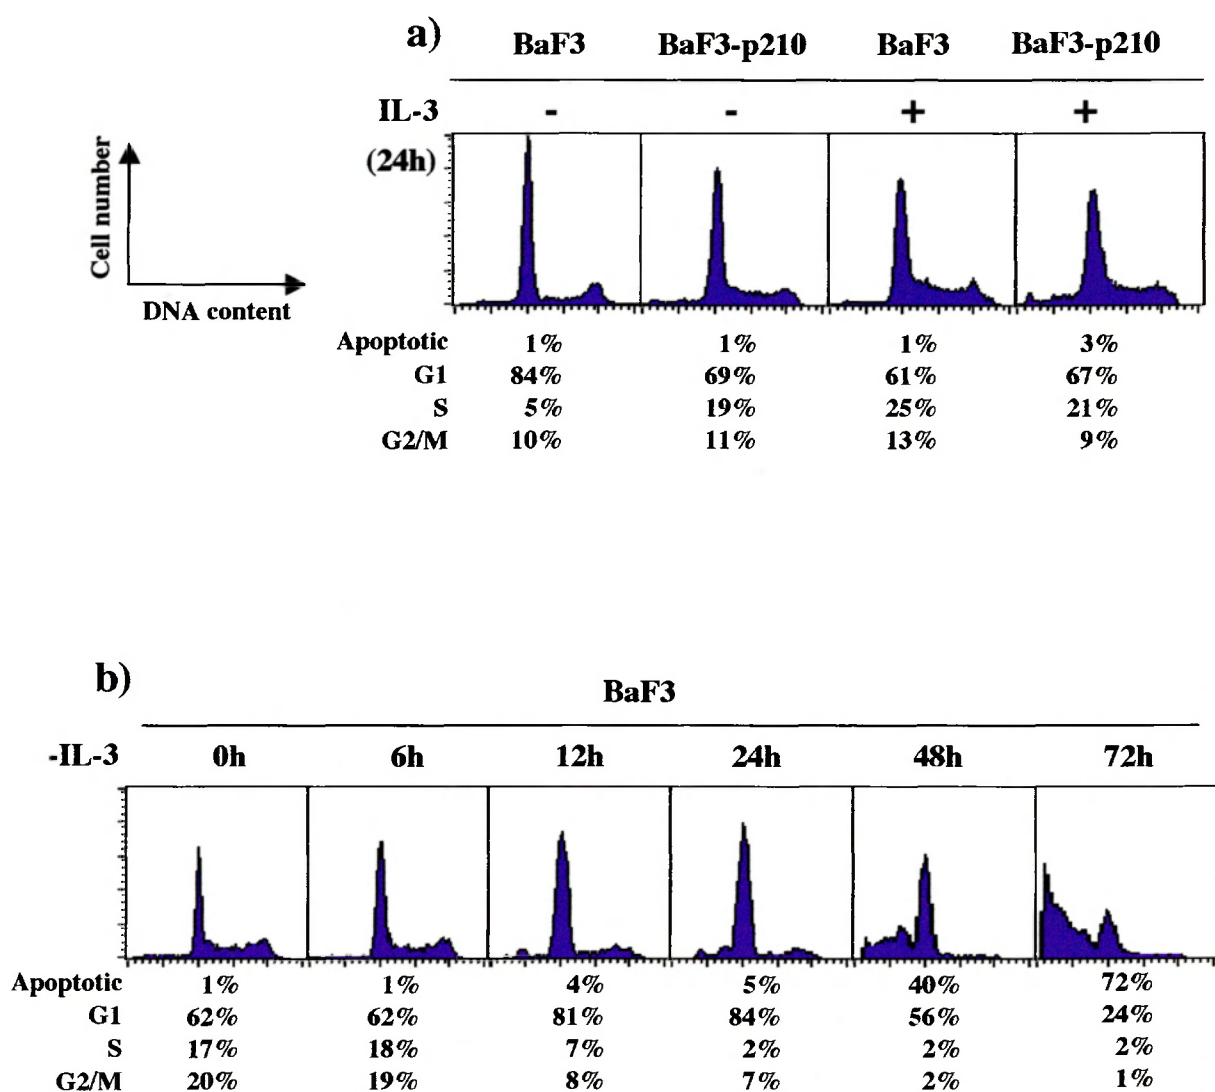 a)
BaF3 BaF3-p210 BaF3 BaF3-p210
IL-3 - - + +
(24h)
Cell number
DNA content
Apoptotic 1% 1% 1% 3%
G1 84% 69% 61% 67%
S 5% 19% 25% 21%
G2/M 10% 11% 13% 9%
b)
BaF3
-IL-3 0h 6h 12h 24h 48h 72h
Apoptotic 1% 1% 4% 5% 40% 72%
G1 62% 62% 81% 84% 56% 24%
S 17% 18% 7% 2% 2% 2%
G2/M 20% 19% 8% 7% 2% 1%